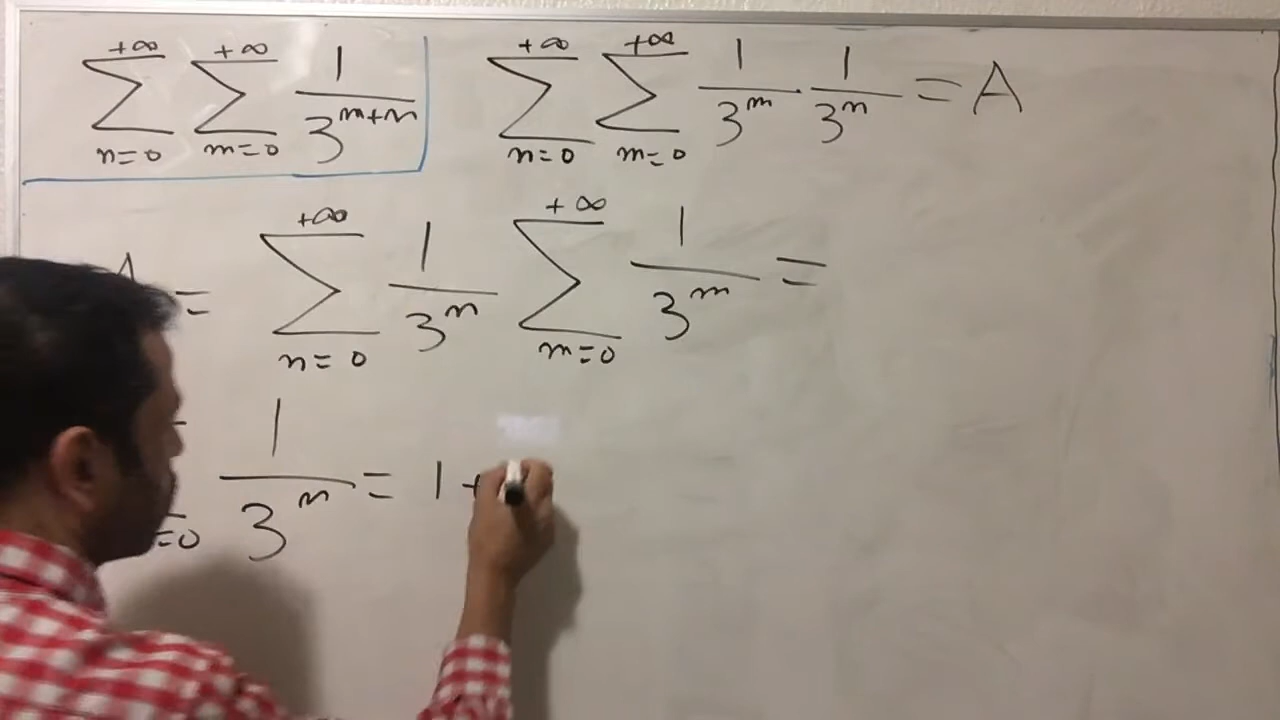 +∞ ∑ n=0 +∞ ∑ m=0 1/3^(m+n) +∞ ∑ n=0 +∞ ∑ m=0 1/3^m · 1/3^n = A
A = +∞ ∑ n=0 1/3^n +∞ ∑ m=0 1/3^m =
=0 1/3^n = 1 +